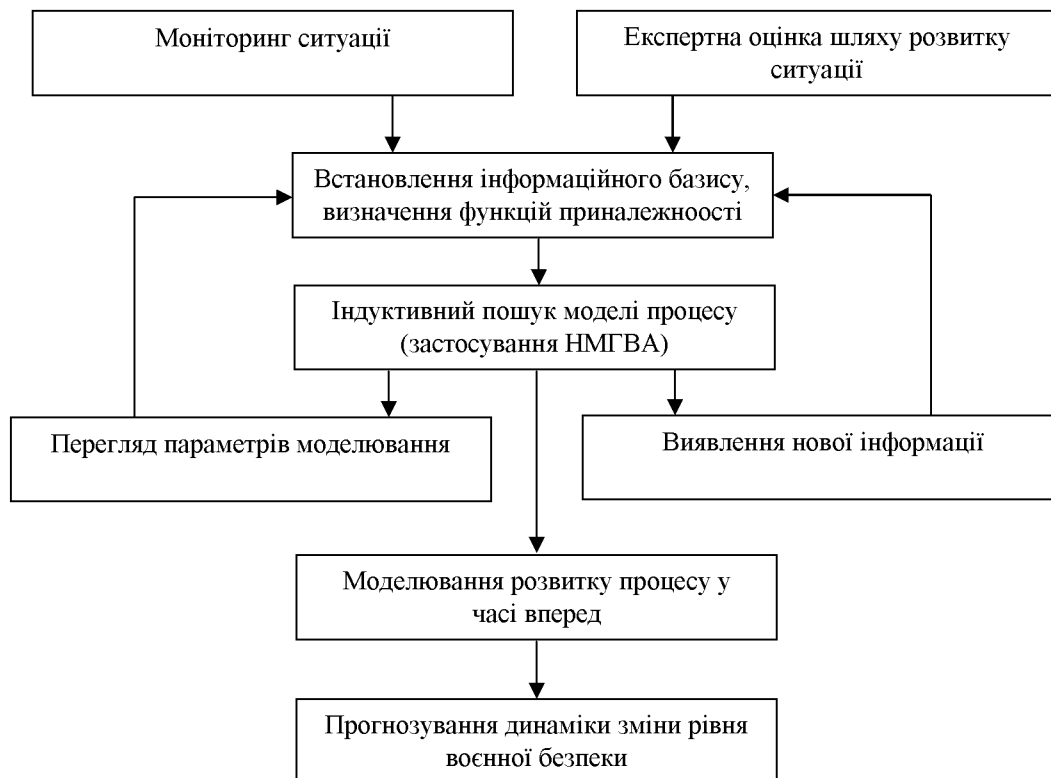 Моніторинг ситуації
Експертна оцінка шляху розвитку
ситуації
Встановлення інформаційного базису,
визначення функцій приналежноості
Індуктивний пошук моделі процесу
(застосування НМГВА)
Перегляд параметрів моделювання
Виявлення нової інформації
Моделювання розвитку процесу у
часі вперед
Прогнозування динаміки зміни рівня
воєнної безпеки